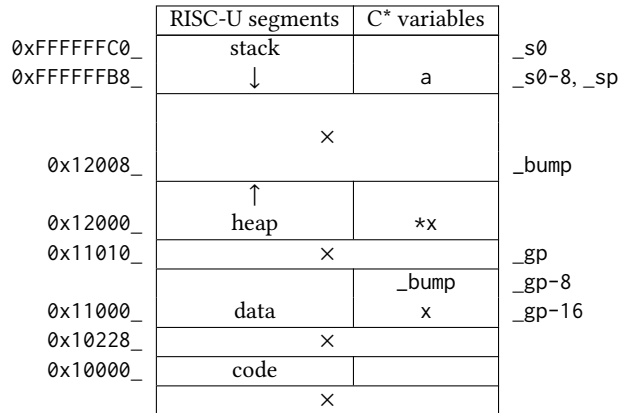 RISC-U segments C* variables
0xFFFFFFC0_ stack _s0
0xFFFFFFB8_ ↓ a _s0-8, _sp
×
0x12008_ _bump
↑
0x12000_ heap *x
0x11010_ × _gp
_bump _gp-8
0x11000_ data x _gp-16
0x10228_ ×
0x10000_ code
×